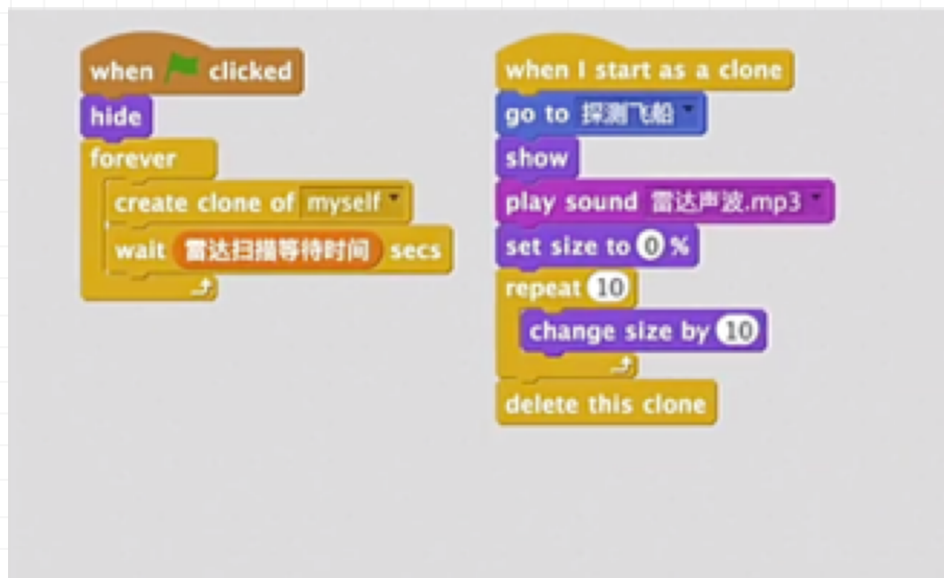 when clicked
hide
forever
create clone of myself
wait 雷达扫描等待时间 secs
when I start as a clone
go to 探测飞船
show
play sound 雷达声波.mp3
set size to 0 %
repeat 10
change size by 10
delete this clone